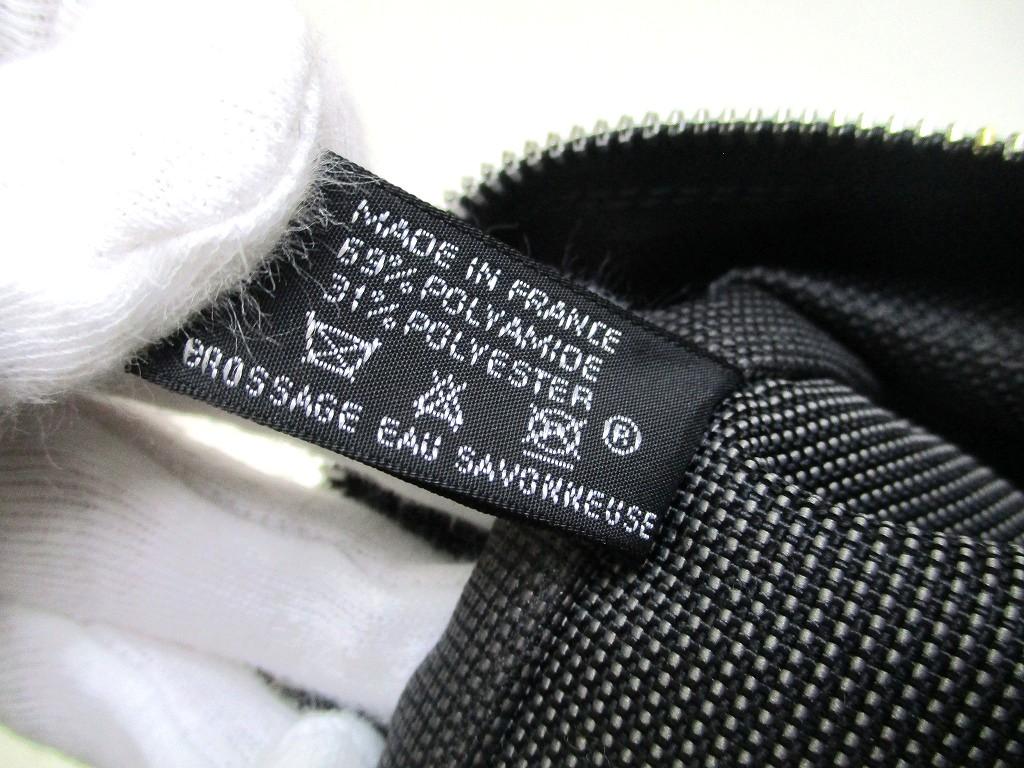 MADE IN FRANCE
69% POLYAMIDE
31% POLYESTER
Ⓟ
BROSSAGE EAU SAVONNEUSE